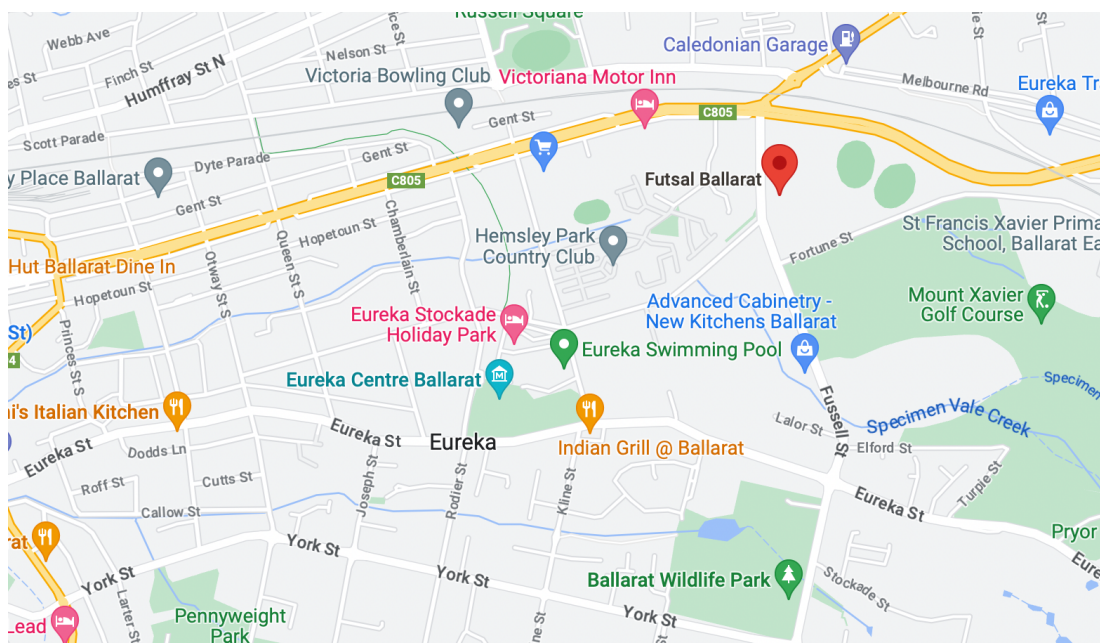 Russell Square
Webb Ave
Nelson St
Finch St
Humffray St N
Caledonian Garage
Victoria Bowling Club
Victoriana Motor Inn
Melbourne Rd
Eureka Tr
C805
Gent St
Scott Parade
Dyte Parade
Gent St
y Place Ballarat
C805
Futsal Ballarat
Gent St
Chamberlain St
Hopetoun St
Queen St S
Otway St S
Hemsley Park
Country Club
Fortune St
St Francis Xavier Prima
School, Ballarat Ea
Hut Ballarat Dine In
Hopetoun St
Mount Xavier
Golf Course
Advanced Cabinetry -
New Kitchens Ballarat
Eureka Stockade
Holiday Park
St)
Princes St S
Eureka Swimming Pool
4
Eureka Centre Ballarat
Specimen
Fussell St
Specimen Vale Creek
ni's Italian Kitchen
Eureka St
Eureka
Indian Grill @ Ballarat
Lalor St
Elford St
Eureka St
Dodds Ln
Roff St
Cutts St
Joseph St
Rodier St
Kline St
Turpie St
Eureka St
Callow St
Pryor
rat
York St
York St
York St
Eure
Ballarat Wildlife Park
Stockade St
Larter St
Pennyweight
Park
York St
ne St
Lead